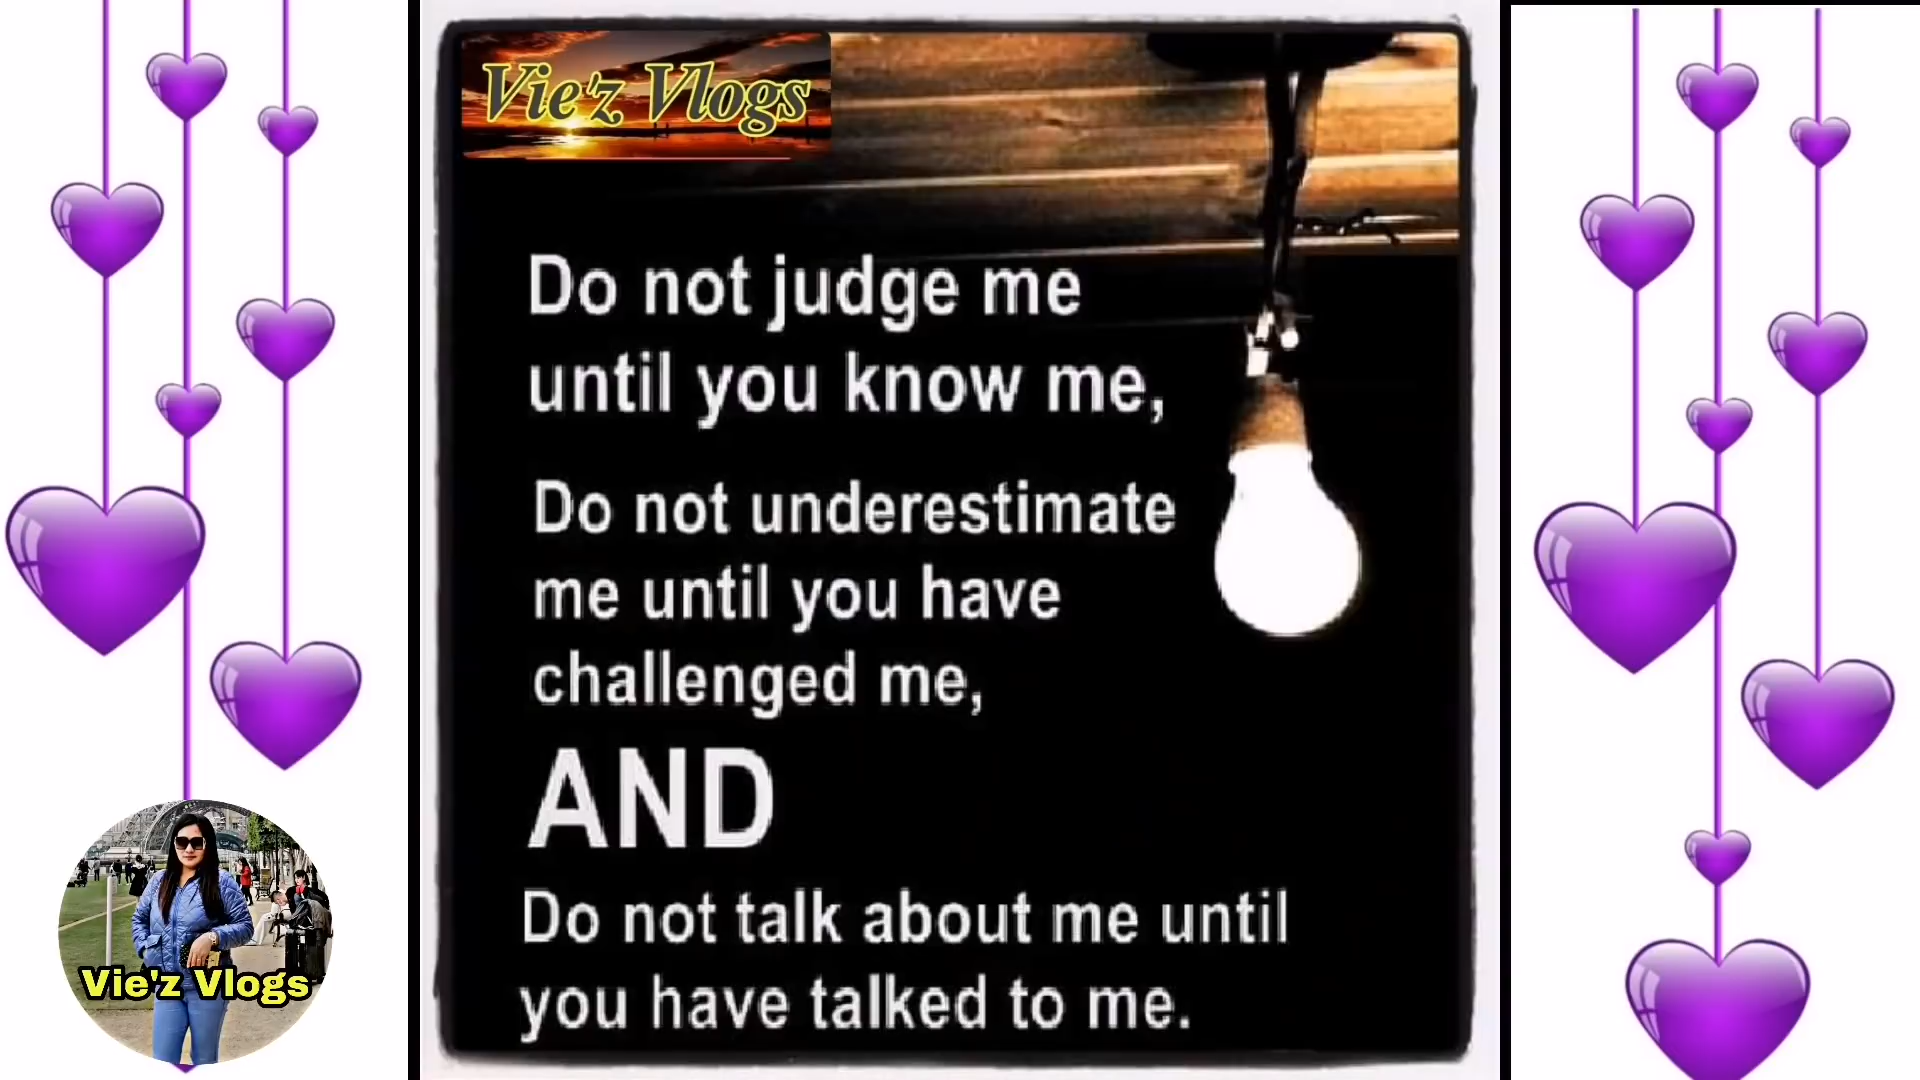 Vie'z Vlogs
Do not judge me
until you know me,
Do not underestimate
me until you have
challenged me,
AND
Do not talk about me until
you have talked to me.
Vie'z Vlogs